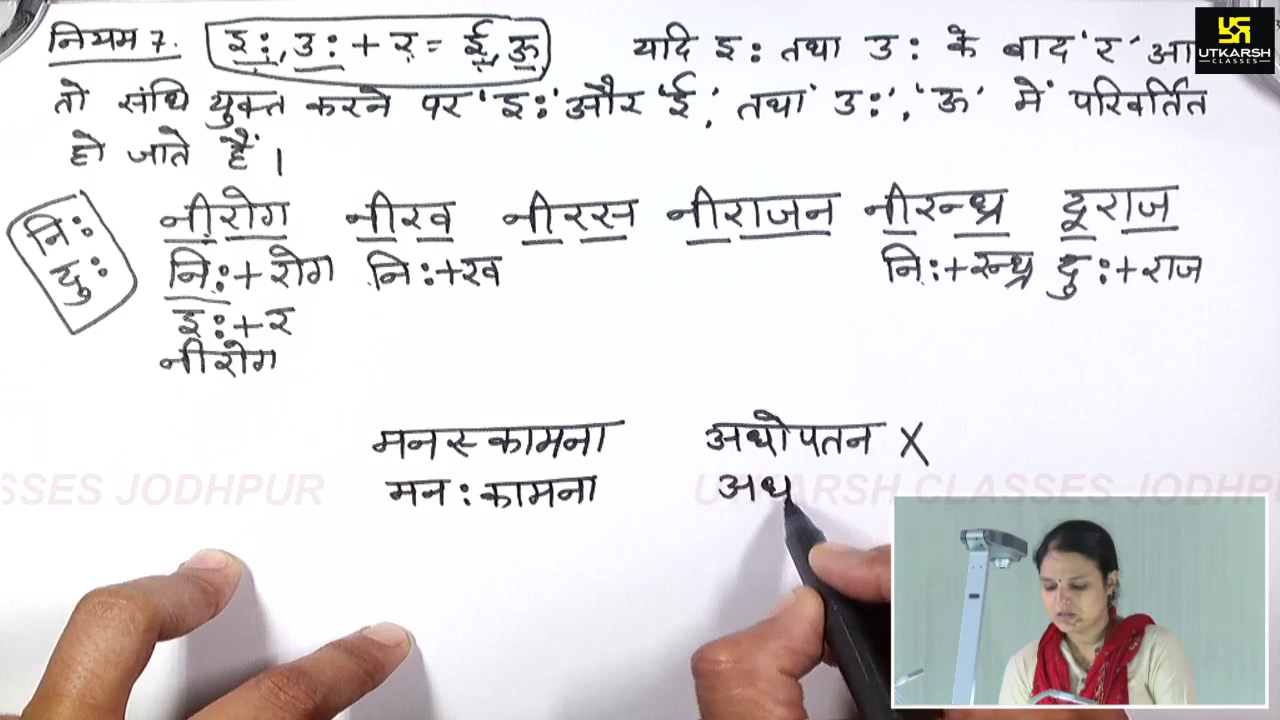 नियम 7. इः, उः + र = ई, ऊ यदि इः तथा उः के बाद 'र' आ
तो संधि युक्त करने पर 'इः' और 'ई', तथा 'उः', 'ऊ' में परिवर्तित
हो जाते हैं।
निः
दुः
नीरोग नीरव नीरस नीराजन नीरन्ध्र दूराज
निः+रोग निः+रव निः+रन्ध्र दुः+राज
इः+र
नीरोग
मनस्कामना अधोपतन X
मनःकामना अध
UTKARSH
CLASSES
SSES JODHPUR UTKARSH CLASSES JODHP